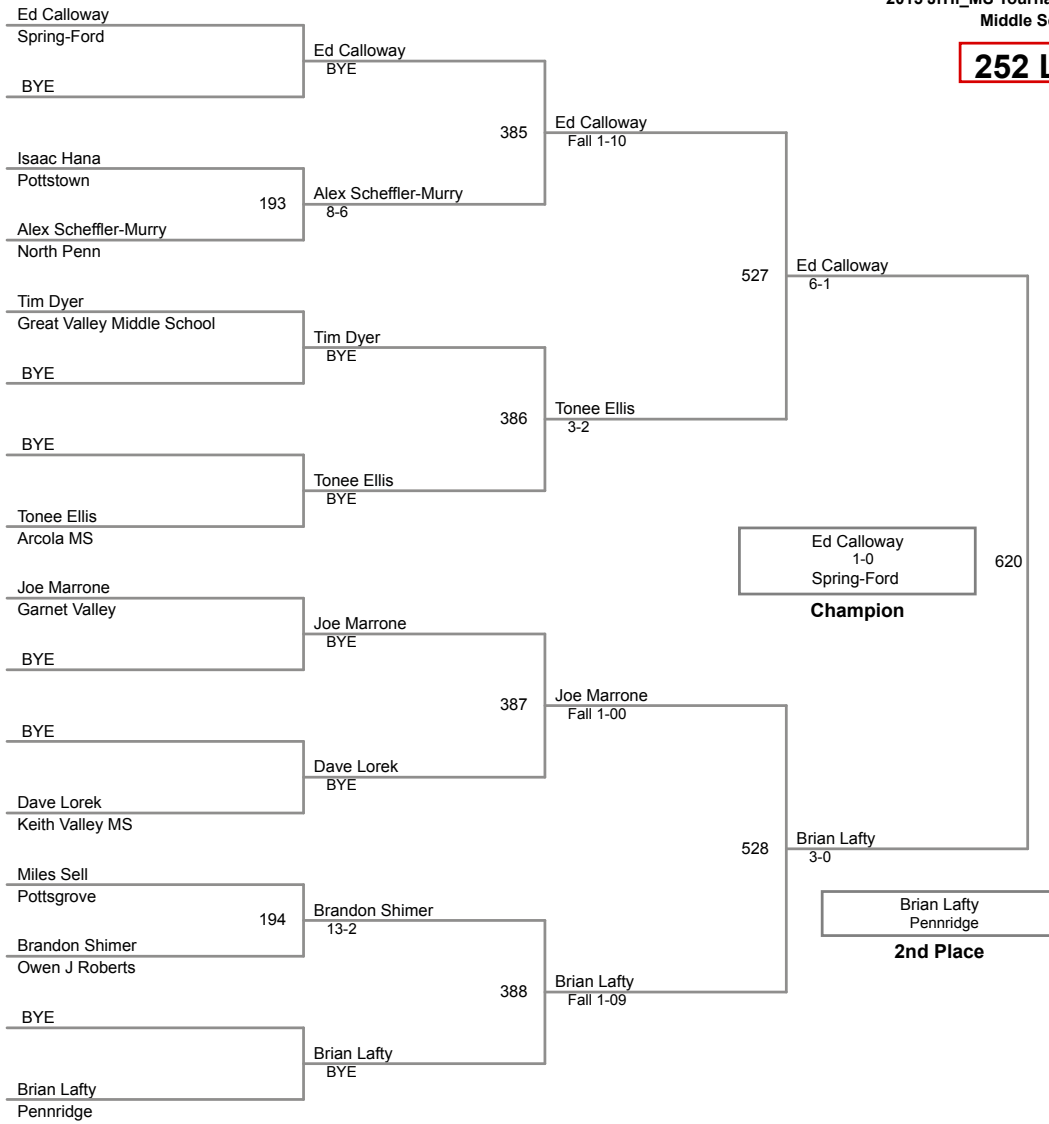 2015 JrHi_MS Tourna
Middle S
252 L
Ed Calloway
Spring-Ford
BYE
Isaac Hana
Pottstown
Alex Scheffler-Murry
North Penn
Tim Dyer
Great Valley Middle School
BYE
BYE
Tonee Ellis
Arcola MS
Joe Marrone
Garnet Valley
BYE
BYE
Dave Lorek
Keith Valley MS
Miles Sell
Pottsgrove
Brandon Shimer
Owen J Roberts
BYE
Brian Lafty
Pennridge
193
194
Ed Calloway
BYE
Alex Scheffler-Murry
8-6
Tim Dyer
BYE
Tonee Ellis
BYE
Joe Marrone
BYE
Dave Lorek
BYE
Brandon Shimer
13-2
Brian Lafty
BYE
385
386
387
388
Ed Calloway
Fall 1-10
Tonee Ellis
3-2
Joe Marrone
Fall 1-00
Brian Lafty
Fall 1-09
527
528
Ed Calloway
6-1
Brian Lafty
3-0
620
Ed Calloway
1-0
Spring-Ford
Champion
Brian Lafty
Pennridge
2nd Place